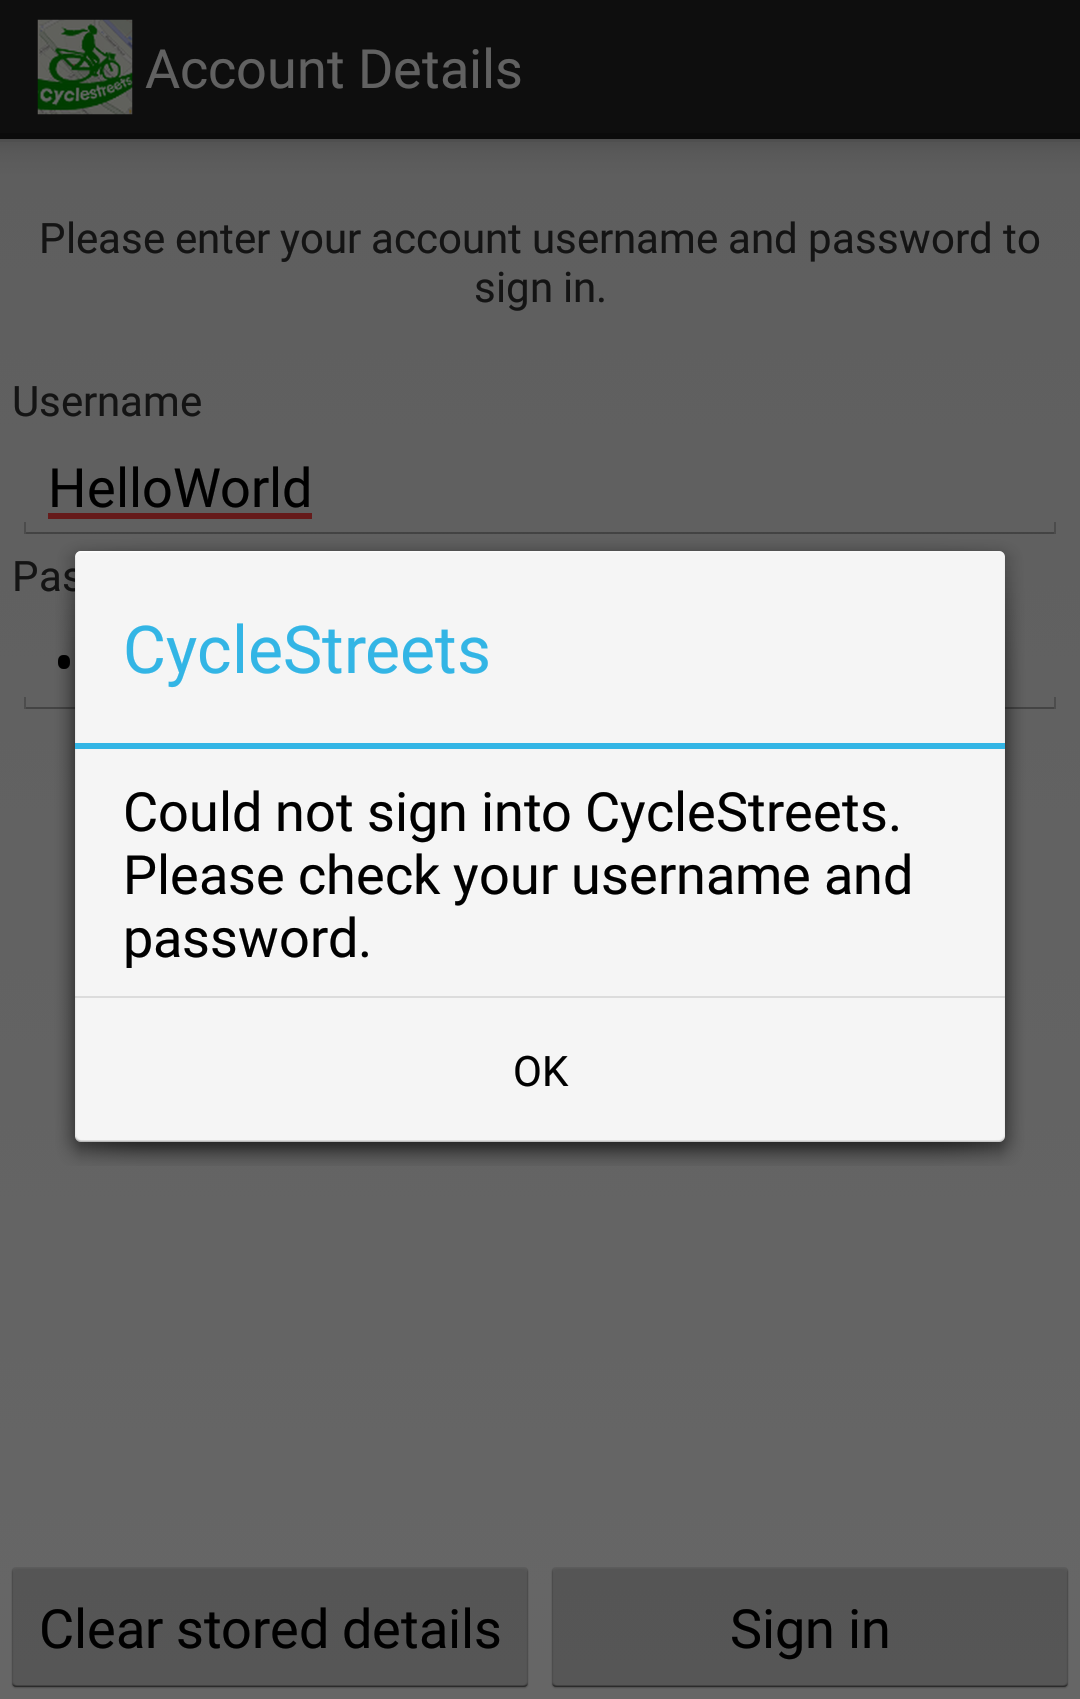 Cyclestreets
Account Details
Please enter your account username and password to
sign in.
Username
HelloWorld
CycleStreets
Could not sign into CycleStreets.
Please check your username and
password.
OK
Clear stored details
Sign in